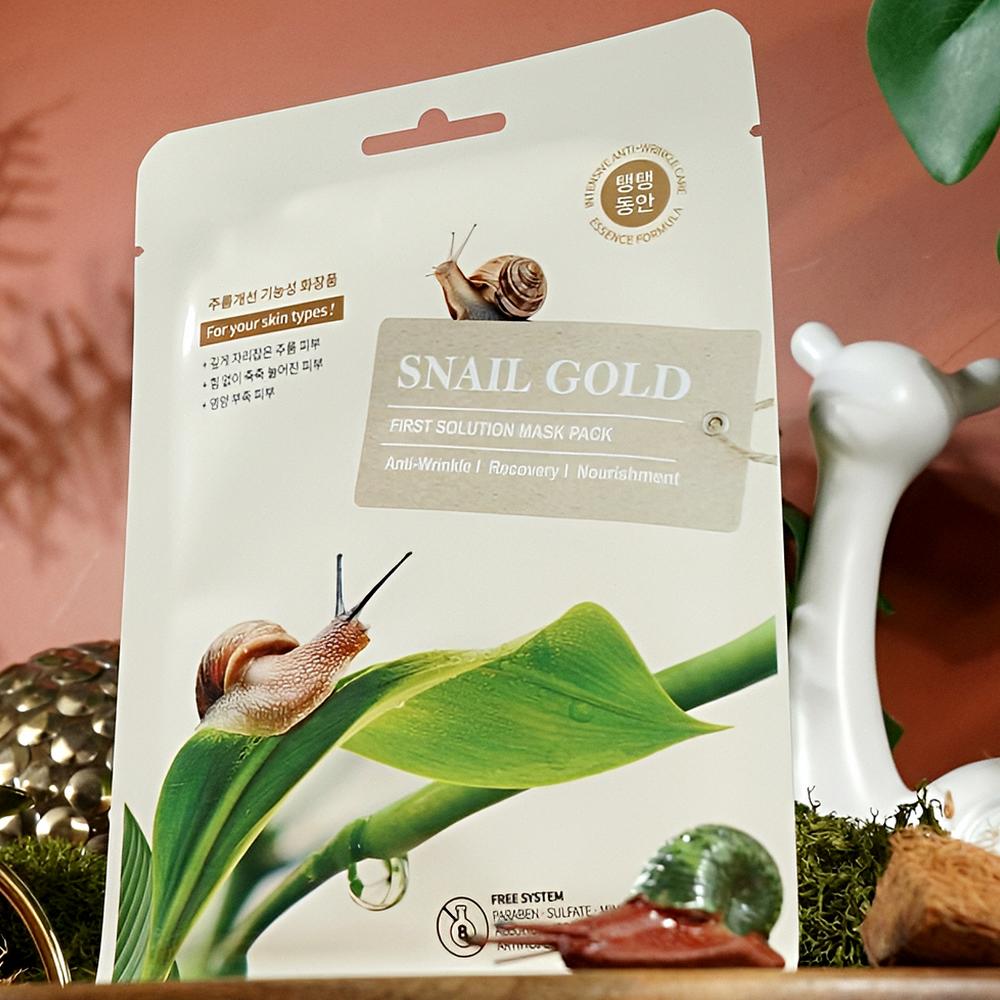 INTENSIVE ANTI-WRINKLE CARE
탱탱
동안
ESSENCE FORMULA
주름개선 기능성 화장품
For your skin types!
• 깊게 자리잡은 주름 피부
• 힘 없이 축축 늘어진 피부
• 영양 부족 피부
SNAIL GOLD
FIRST SOLUTION MASK PACK
Anti-Wrinkle | Recovery | Nourishment
8
FREE SYSTEM
PARABEN · SULFATE ·